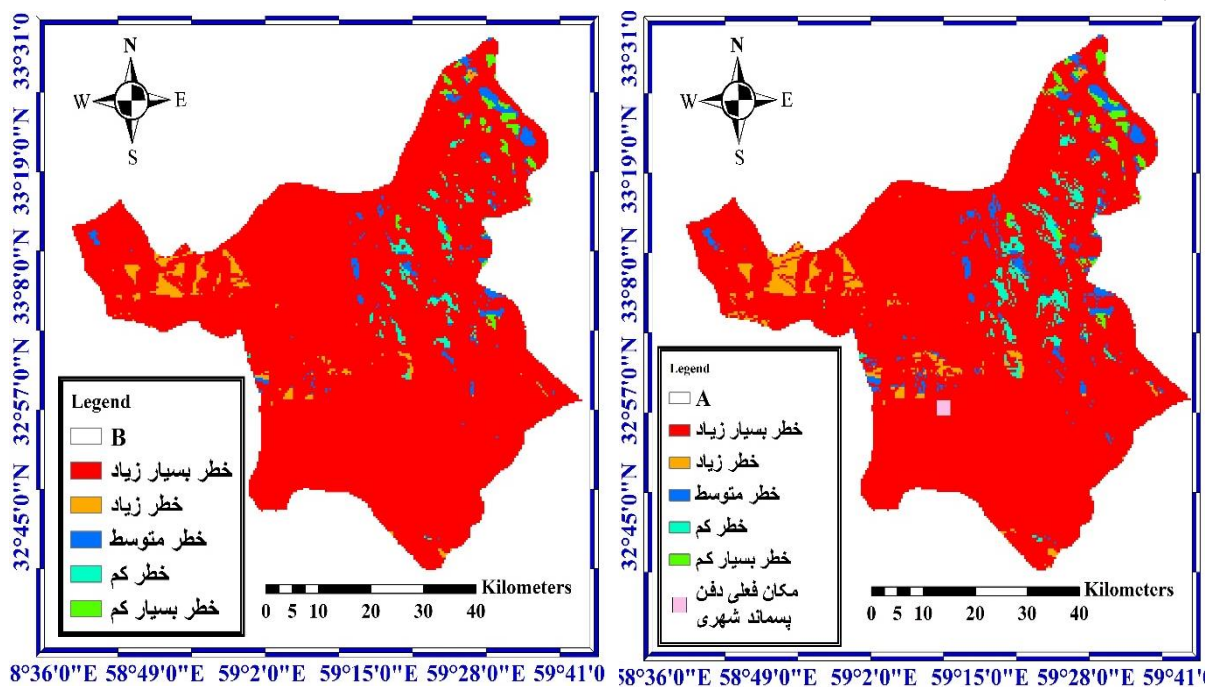 N
W
E
S
33°31'0
33°19'0"N
33°8'0"N
32°57'0"N
32°45'0"N
Legend
B
خطر بسیار زیاد
خطر زیاد
خطر متوسط
خطر کم
خطر بسیار کم
Kilometers
0 5 10 20 30 40
8°36'0"E 58°49'0"E 59°2'0"E 59°15'0"E 59°28'0"E 59°41'0
N
W
E
S
33°31'0
33°19'0"N
33°8'0"N
32°57'0"N
32°45'0"N
Legend
A
خطر بسیار زیاد
خطر زیاد
خطر متوسط
خطر کم
خطر بسیار کم
مکان فعلی دفن
پسماند شهری
Kilometers
0 5 10 20 30 40
58°36'0"E 58°49'0"E 59°2'0"E 59°15'0"E 59°28'0"E 59°41'0